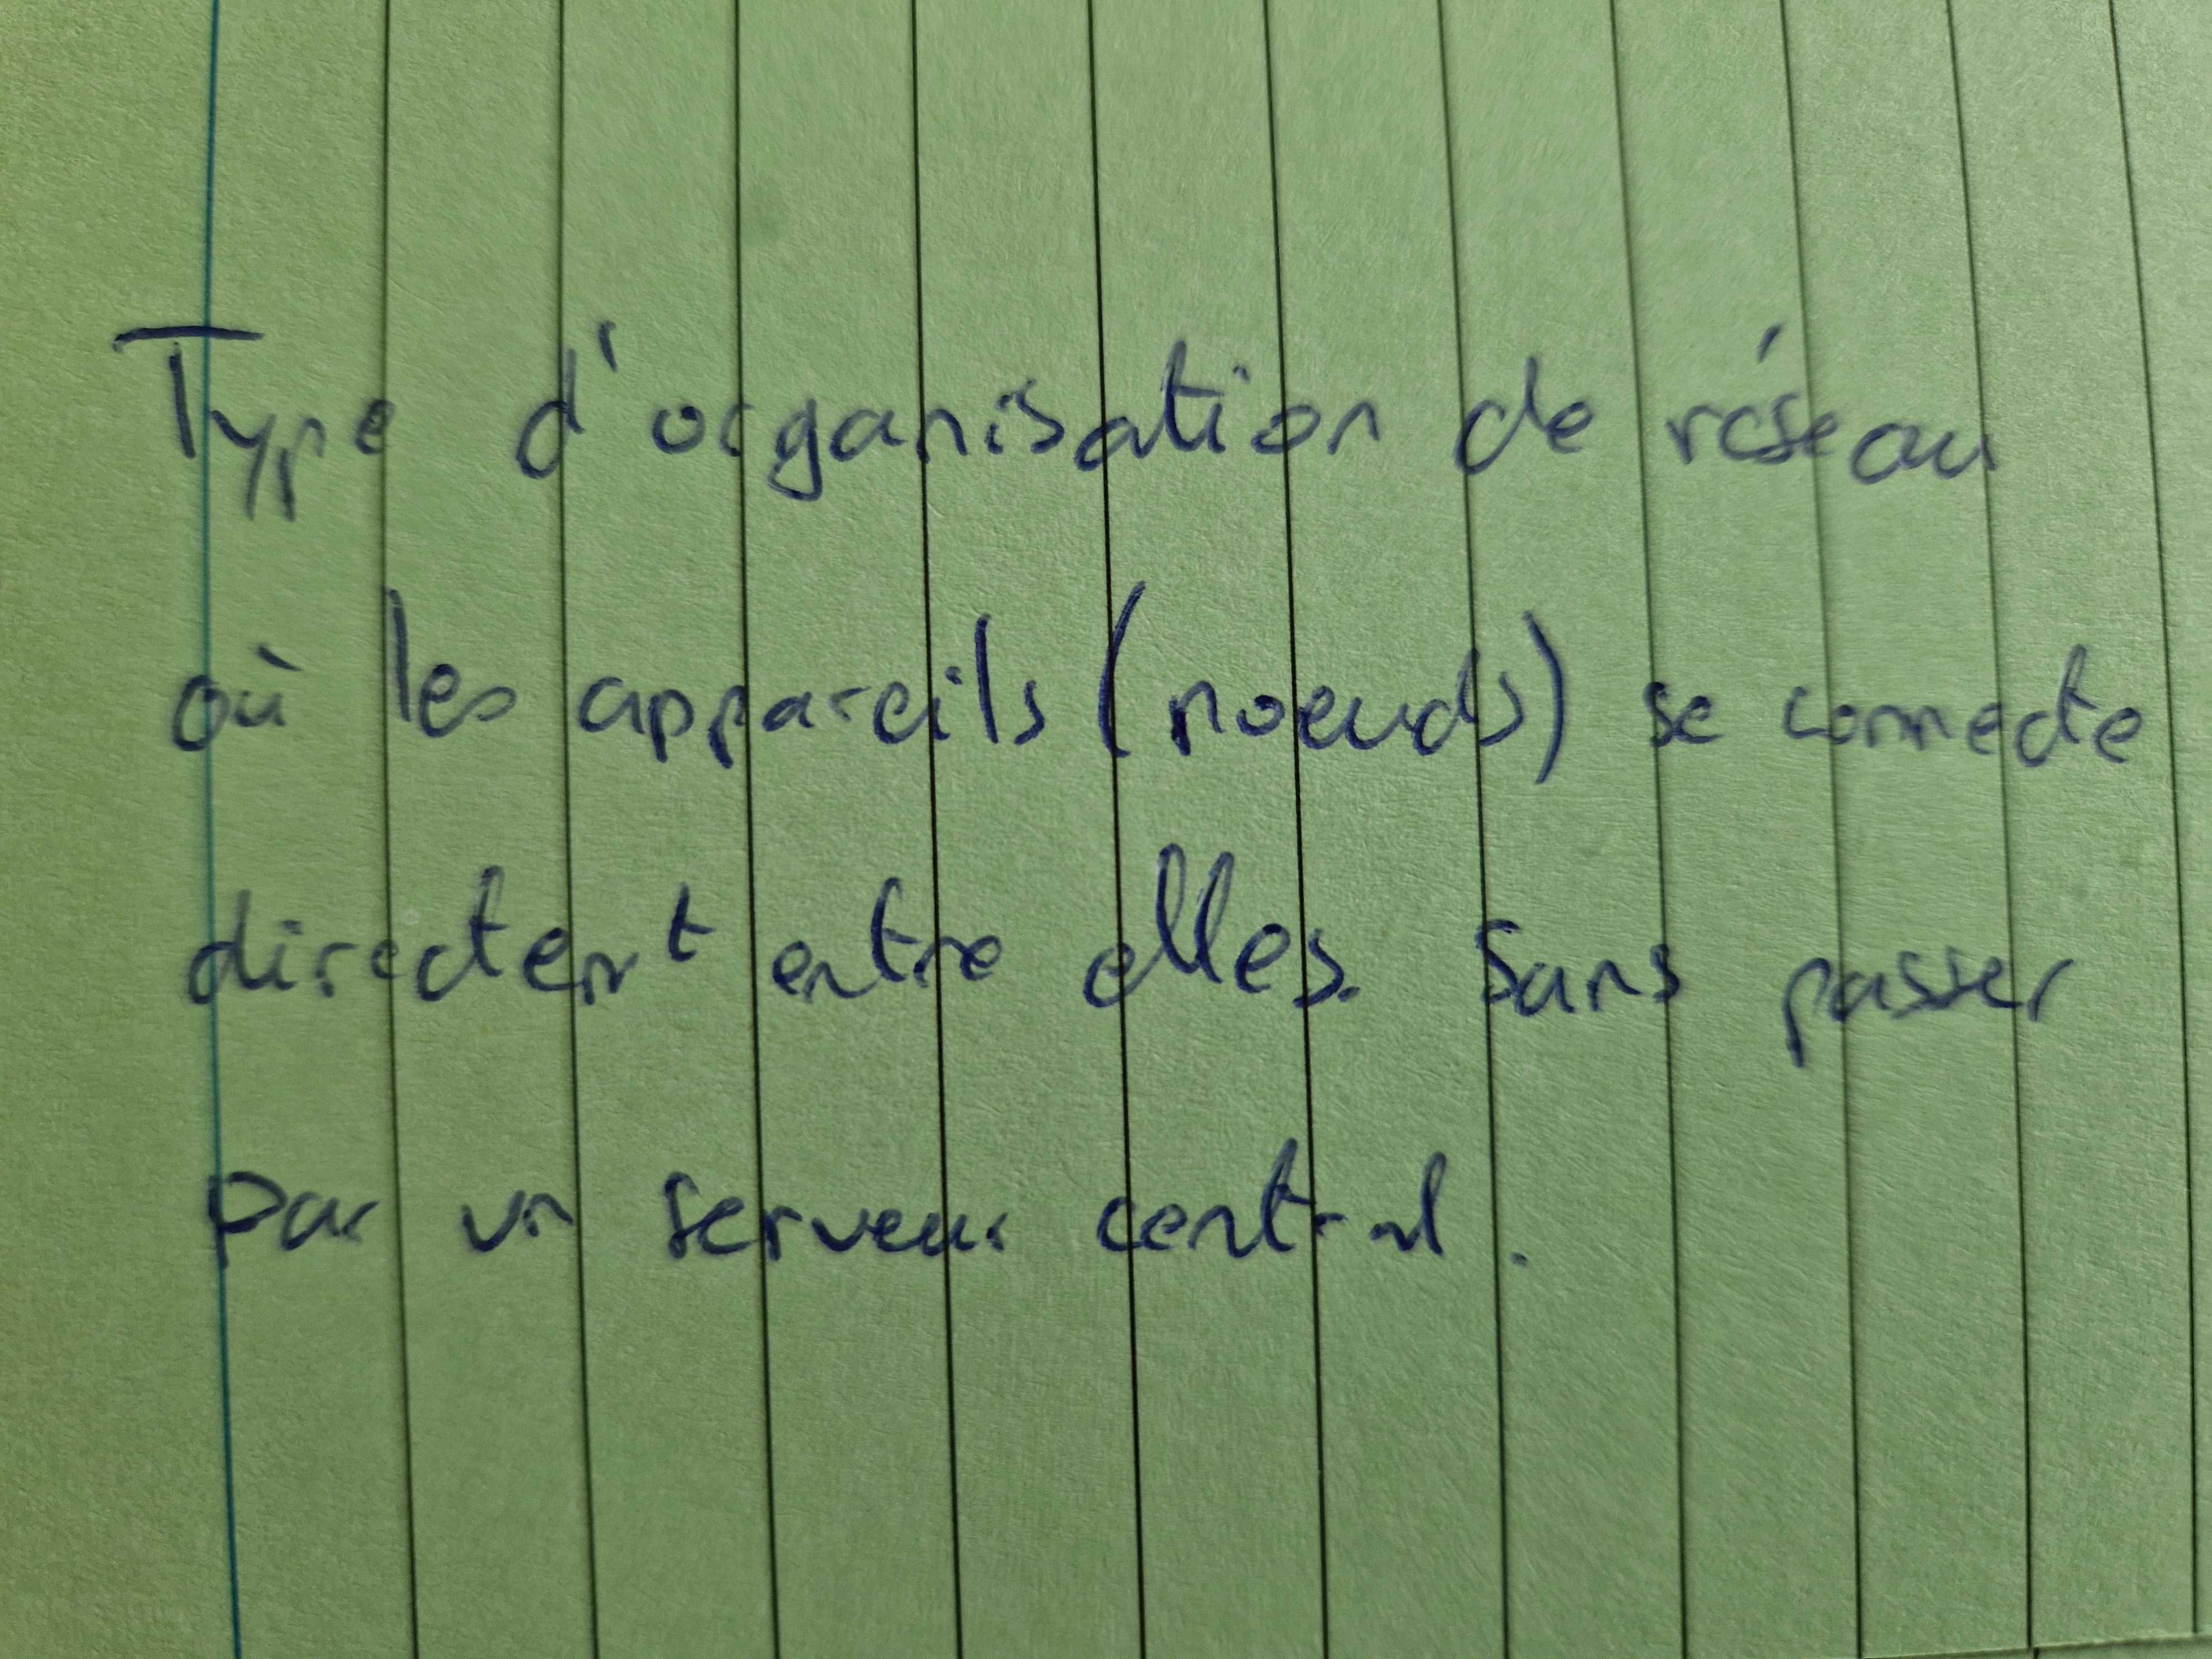 Type d'organisation de réseau
où les appareils (noeuds) se connecte
directent entre elles. Sans passer
par un serveur central.